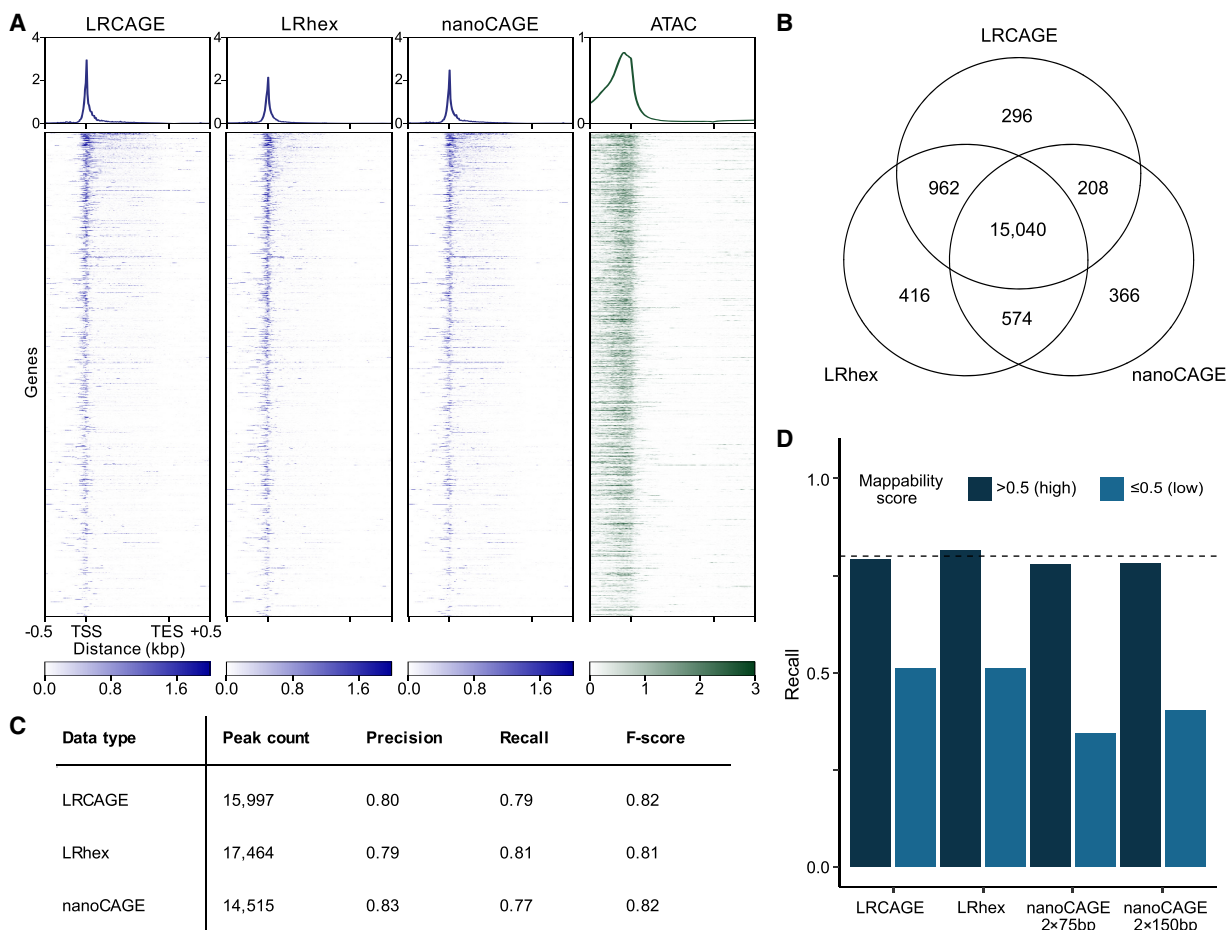 A
LRCAGE
LRhex
nanoCAGE
ATAC
4
2
0
4
2
0
4
2
0
1
0
Genes
-0.5 TSS TES +0.5
Distance (kbp)
0.0 0.8 1.6
0.0 0.8 1.6
0.0 0.8 1.6
0 1 2 3
B
LRCAGE
296
962
208
15,040
416
366
574
LRhex
nanoCAGE
C
Data type Peak count Precision Recall F-score
LRCAGE 15,997 0.80 0.79 0.82
LRhex 17,464 0.79 0.81 0.81
nanoCAGE 14,515 0.83 0.77 0.82
D
Mappability
score
>0.5 (high)
≤0.5 (low)
Recall
1.0
0.5
0.0
LRCAGE
LRhex
nanoCAGE
2×75bp
nanoCAGE
2×150bp